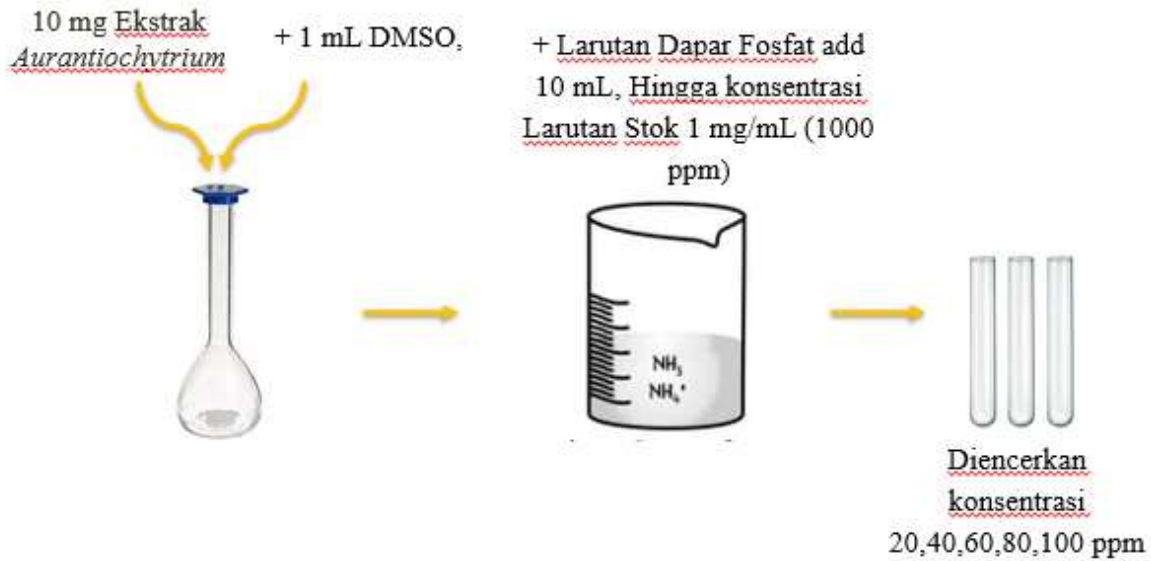 10 mg Ekstrak
Aurantiochytrium
+ 1 mL DMSO,
+ Larutan Dapar Fosfat add
10 mL, Hingga konsentrasi
Larutan Stok 1 mg/mL (1000
ppm)
NH₃
NH₄⁺
Diencerkan
konsentrasi
20,40,60,80,100 ppm